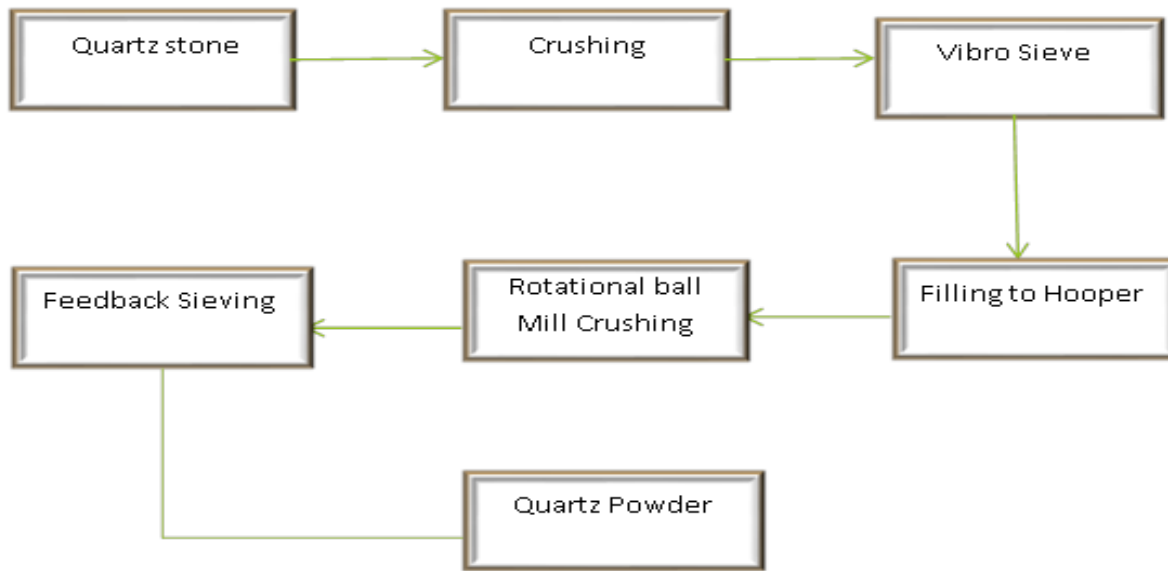 Quartz stone
Crushing
Vibro Sieve
Filling to Hooper
Rotational ball
Mill Crushing
Feedback Sieving
Quartz Powder